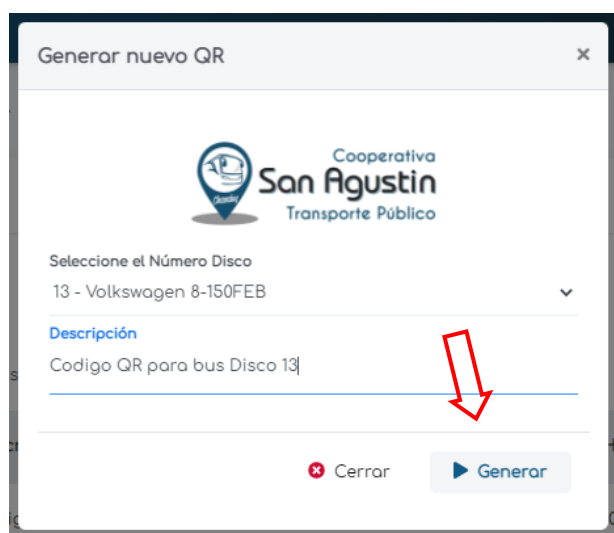 Generar nuevo QR
×
Cooperativa
San Agustin
Transporte Público
Seleccione el Número Disco
13 - Volkswagen 8-150FEB
Descripción
Codigo QR para bus Disco 13
Cerrar
Generar